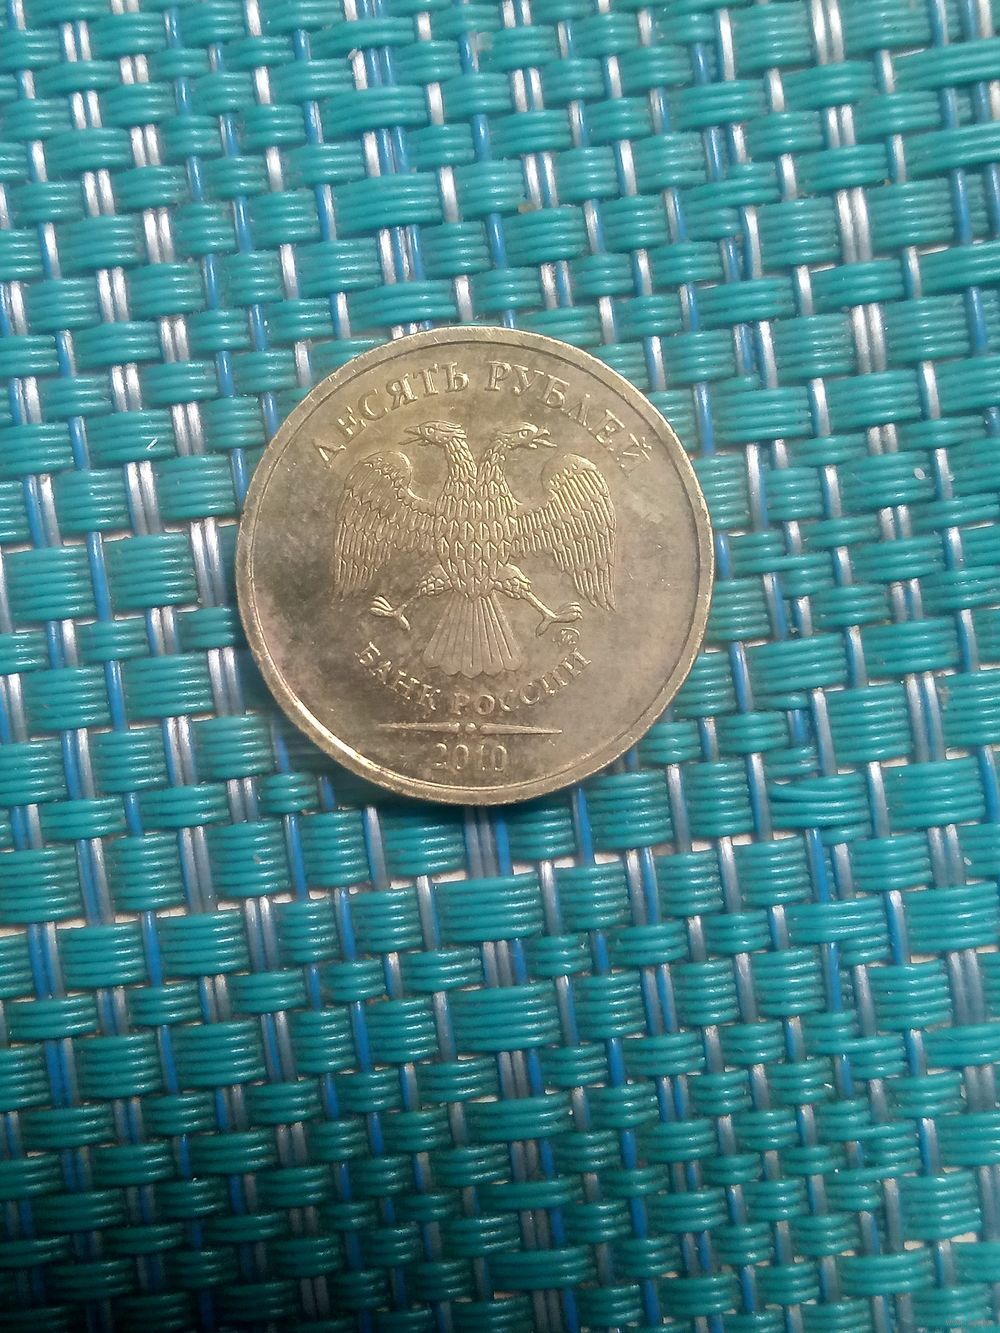 ДЕСЯТЬ РУБЛЕЙ
БАНК РОССИИ
2010